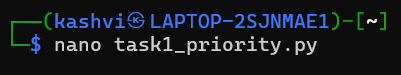 ┌──(kashvi㉿LAPTOP-2SJNMAE1)-[~]
└─$ nano task1_priority.py